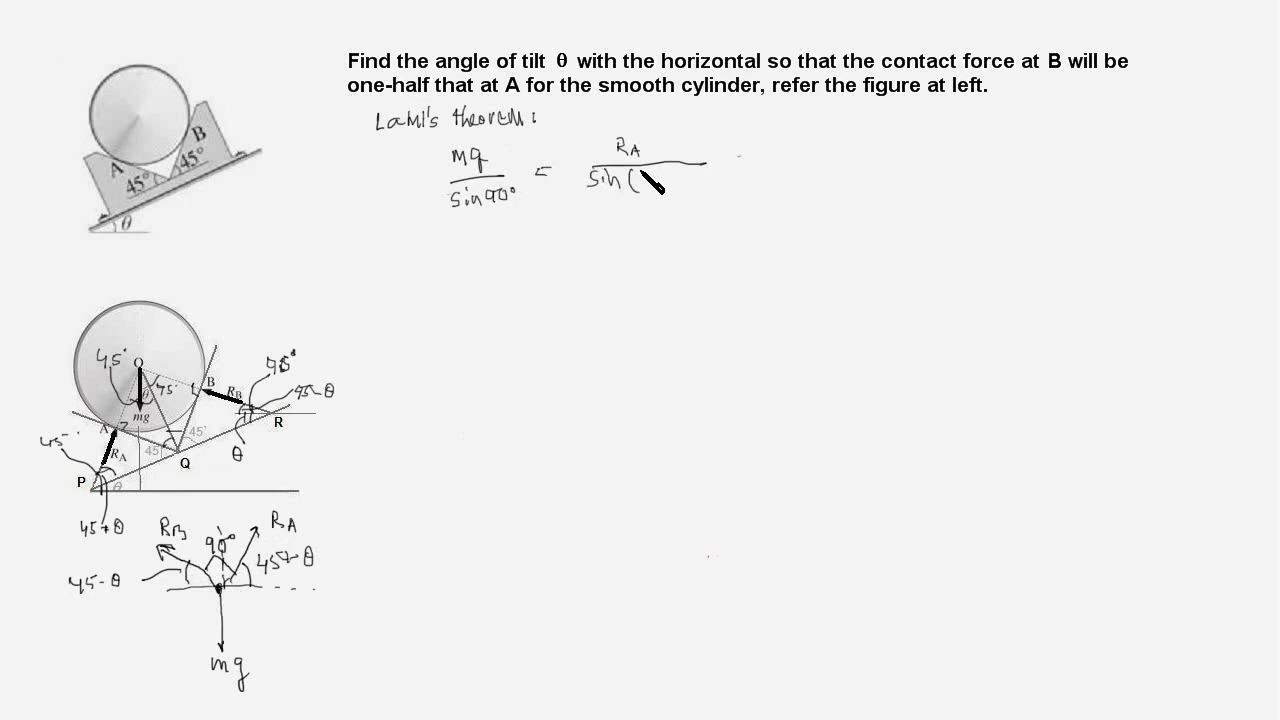 Find the angle of tilt θ with the horizontal so that the contact force at B will be
one-half that at A for the smooth cylinder, refer the figure at left.
Lami's theorem:
mg = RA
sin90° sin(
B
A 45°
45°
θ
45° O 90°
45-θ
θ 45°
B RB
mg
R
A
45°
45°
45
RA
Q
θ
P
θ
45+θ
RB 90° RA
45+θ
45-θ
mg